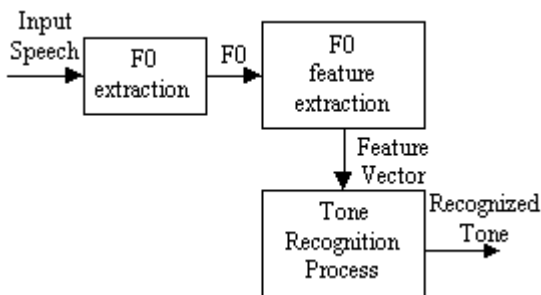 Input
Speech
F0
extraction
F0
F0
feature
extraction
Feature
Vector
Tone
Recognition
Process
Recognized
Tone